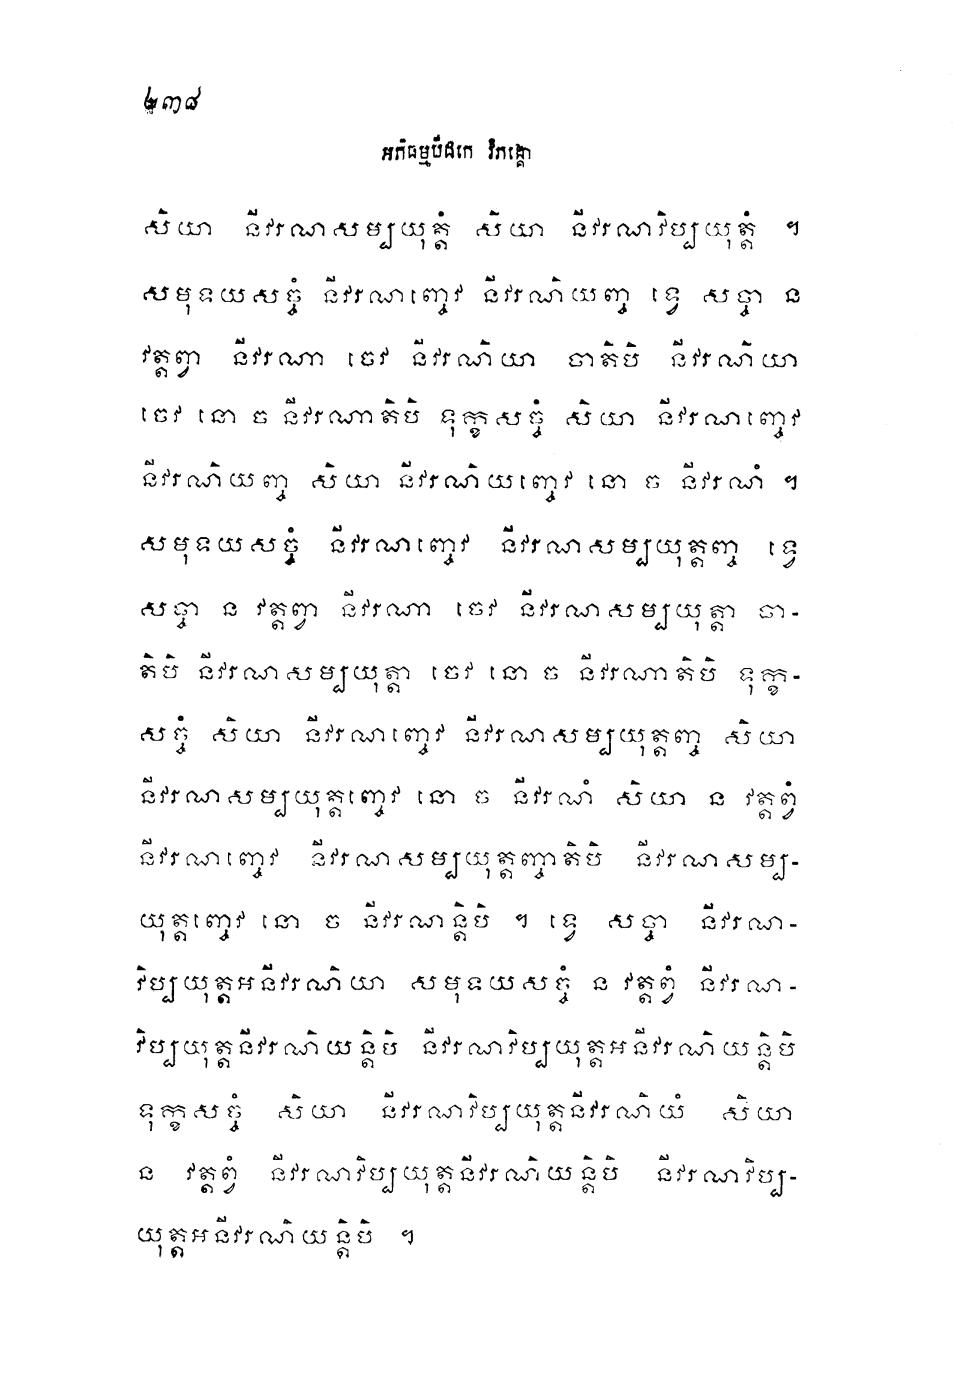 ២៣៨
អភិធម្មបិដកេ វិភង្គោ
សិយា នីវរណសម្បយុត្តំ សិយា នីវរណវិប្បយុត្តំ ។
សមុទយសច្ចំ នីវរណញ្ចេវ នីវរណិយញ្ច ទ្វេ សច្ចា ន
វត្តព្វា នីវរណា ចេវ នីវរណិយា ចាតិបិ នីវរណិយា
ចេវ នោ ច នីវរណាតិបិ ទុក្ខសច្ចំ សិយា នីវរណញ្ចេវ
នីវរណិយញ្ច សិយា នីវរណិយញ្ចេវ នោ ច នីវរណំ ។
សមុទយសច្ចំ នីវរណញ្ចេវ នីវរណសម្បយុត្តញ្ច ទ្វេ
សច្ចា ន វត្តព្វា នីវរណា ចេវ នីវរណសម្បយុត្តា ចា-
តិបិ នីវរណសម្បយុត្តា ចេវ នោ ច នីវរណាតិបិ ទុក្ខ-
សច្ចំ សិយា នីវរណញ្ចេវ នីវរណសម្បយុត្តញ្ច សិយា
នីវរណសម្បយុត្តញ្ចេវ នោ ច នីវរណំ សិយា ន វត្តព្វំ
នីវរណញ្ចេវ នីវរណសម្បយុត្តញ្ចាតិបិ នីវរណសម្ប-
យុត្តញ្ចេវ នោ ច នីវរណន្តិបិ ។ ទ្វេ សច្ចា នីវរណ-
វិប្បយុត្តអនីវរណិយា សមុទយសច្ចំ ន វត្តព្វំ នីវរណ-
វិប្បយុត្តនីវរណិយន្តិបិ នីវរណវិប្បយុត្តអនីវរណិយន្តិបិ
ទុក្ខសច្ចំ សិយា នីវរណវិប្បយុត្តនីវរណិយំ សិយា
ន វត្តព្វំ នីវរណវិប្បយុត្តនីវរណិយន្តិបិ នីវរណវិប្ប-
យុត្តអនីវរណិយន្តិបិ ។